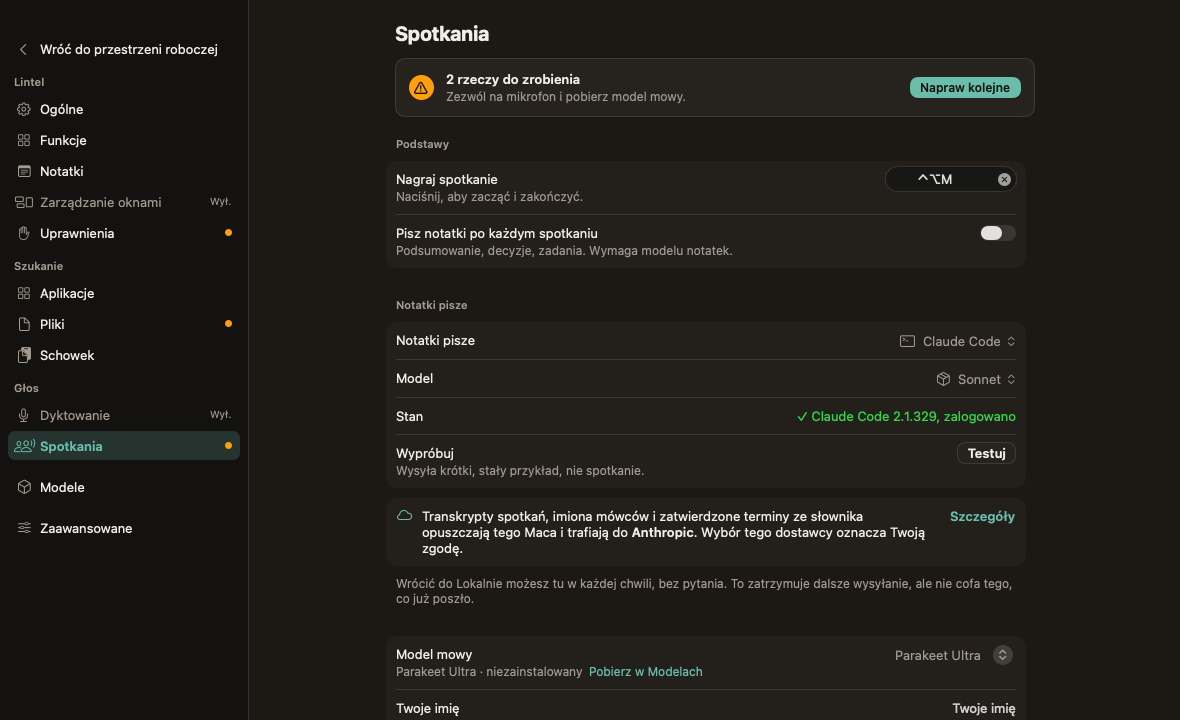 Wróć do przestrzeni roboczej
Lintel
Ogólne
Funkcje
Notatki
Zarządzanie oknami
Wył.
Uprawnienia
Szukanie
Aplikacje
Pliki
Schowek
Głos
Dyktowanie
Wył.
Spotkania
Modele
Zaawansowane
Spotkania
2 rzeczy do zrobienia
Zezwól na mikrofon i pobierz model mowy.
Napraw kolejne
Podstawy
Nagraj spotkanie
Naciśnij, aby zacząć i zakończyć.
⌃⌥M
Pisz notatki po każdym spotkaniu
Podsumowanie, decyzje, zadania. Wymaga modelu notatek.
Notatki pisze
Notatki pisze
Claude Code
Model
Sonnet
Stan
✓ Claude Code 2.1.329, zalogowano
Wypróbuj
Wysyła krótki, stały przykład, nie spotkanie.
Testuj
Transkrypty spotkań, imiona mówców i zatwierdzone terminy ze słownika
opuszczają tego Maca i trafiają do Anthropic. Wybór tego dostawcy oznacza Twoją
zgodę.
Szczegóły
Wrócić do Lokalnie możesz tu w każdej chwili, bez pytania. To zatrzymuje dalsze wysyłanie, ale nie cofa tego,
co już poszło.
Model mowy
Parakeet Ultra · niezainstalowany Pobierz w Modelach
Parakeet Ultra
Twoje imię
Twoje imię